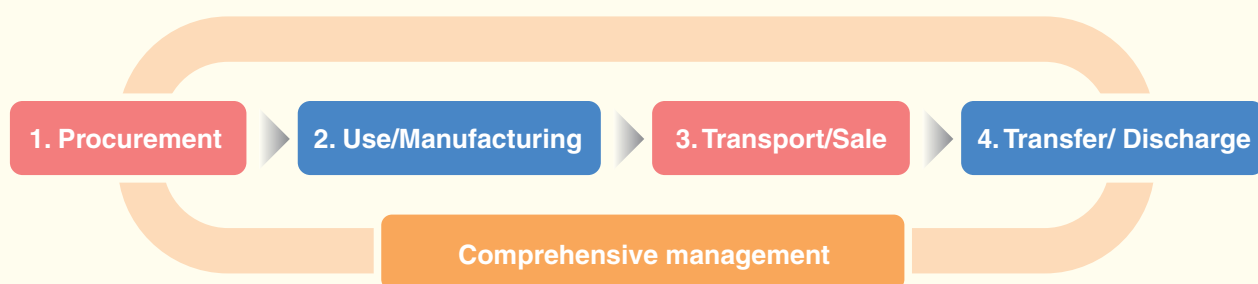 1. Procurement
2. Use/Manufacturing
3. Transport/Sale
4. Transfer/ Discharge
Comprehensive management